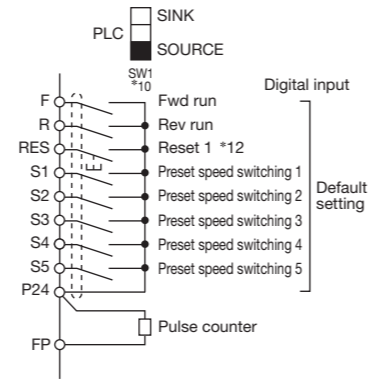 SINK
PLC
SOURCE
SW1
*10
Digital input
F Fwd run
R Rev run
RES Reset 1 *12
S1 Preset speed switching 1
S2 Preset speed switching 2
S3 Preset speed switching 3
S4 Preset speed switching 4
S5 Preset speed switching 5
Default
setting
P24
Pulse counter
FP